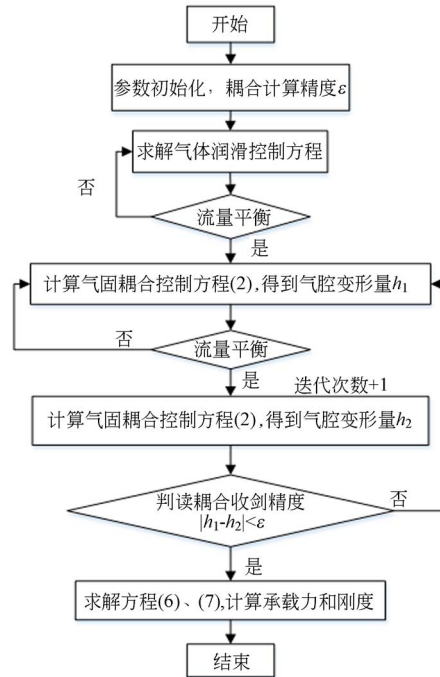 开始
参数初始化，耦合计算精度ε
求解气体润滑控制方程
否
流量平衡
是
计算气固耦合控制方程(2),得到气腔变形量h₁
否
流量平衡
是
迭代次数+1
计算气固耦合控制方程(2),得到气腔变形量h₂
判读耦合收剑精度
|h₁-h₂|<ε
否
是
求解方程(6)、(7),计算承载力和刚度
结束